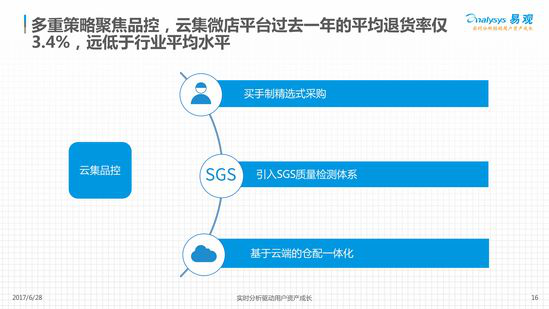 多重策略聚焦品控，云集微店平台过去一年的平均退货率仅
3.4%，远低于行业平均水平
analysys 易观
实时分析驱动用户资产成长
买手制精选式采购
云集品控
SGS
引入SGS质量检测体系
基于云端的仓配一体化
2017/6/28
实时分析驱动用户资产成长
16